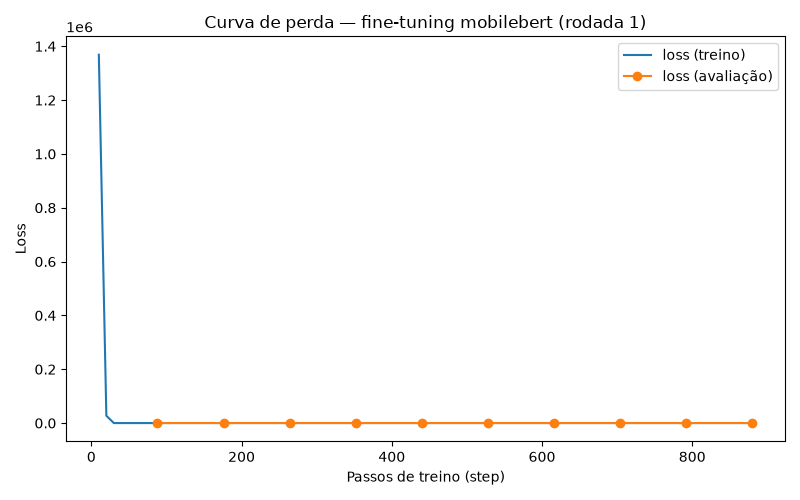 Curva de perda — fine-tuning mobilebert (rodada 1)
1e6
1.4
1.2
1.0
0.8
0.6
0.4
0.2
0.0
Loss
loss (treino)
loss (avaliação)
0 200 400 600 800
Passos de treino (step)